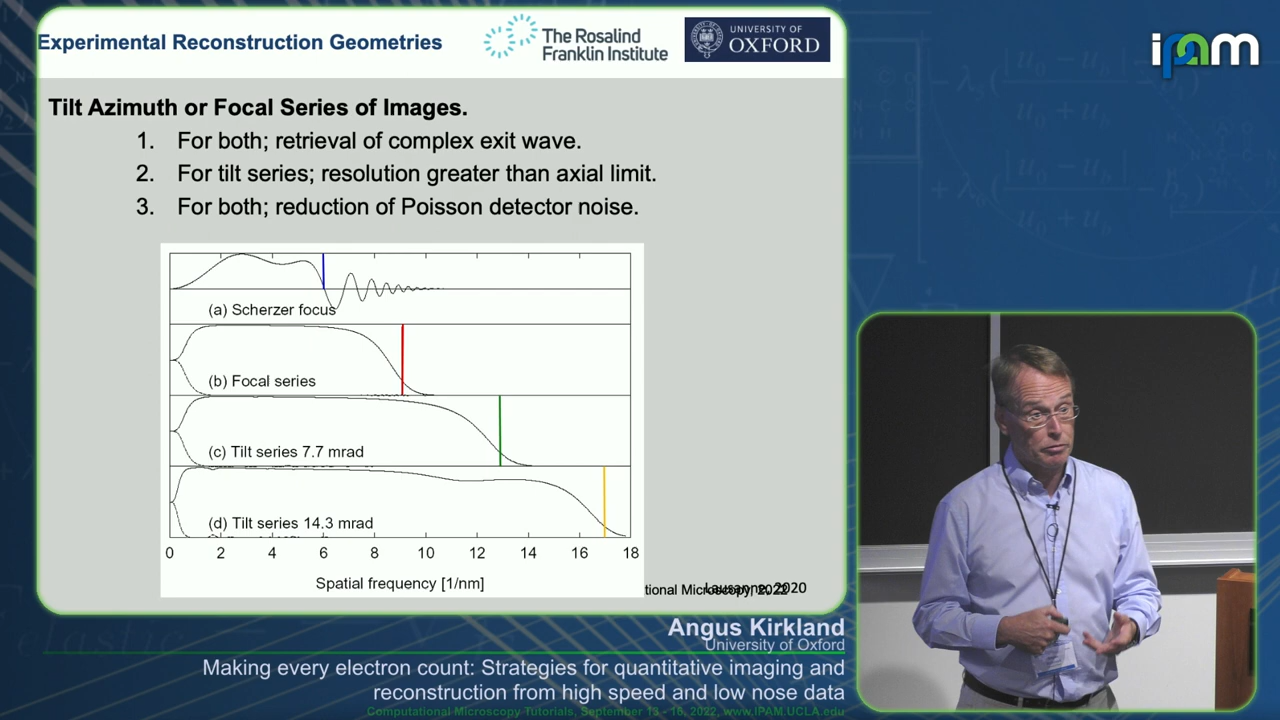 Experimental Reconstruction Geometries
The Rosalind
Franklin Institute
UNIVERSITY OF
OXFORD
ipam
Tilt Azimuth or Focal Series of Images.
1. For both; retrieval of complex exit wave.
2. For tilt series; resolution greater than axial limit.
3. For both; reduction of Poisson detector noise.
(a) Scherzer focus
(b) Focal series
(c) Tilt series 7.7 mrad
(d) Tilt series 14.3 mrad
0 2 4 6 8 10 12 14 16 18
Spatial frequency [1/nm]
tional Microscopy, 2022
Lausanne, 2020
Angus Kirkland
University of Oxford
Making every electron count: Strategies for quantitative imaging and
reconstruction from high speed and low nose data
Computational Microscopy Tutorials, September 13 - 16, 2022, www.IPAM.UCLA.edu